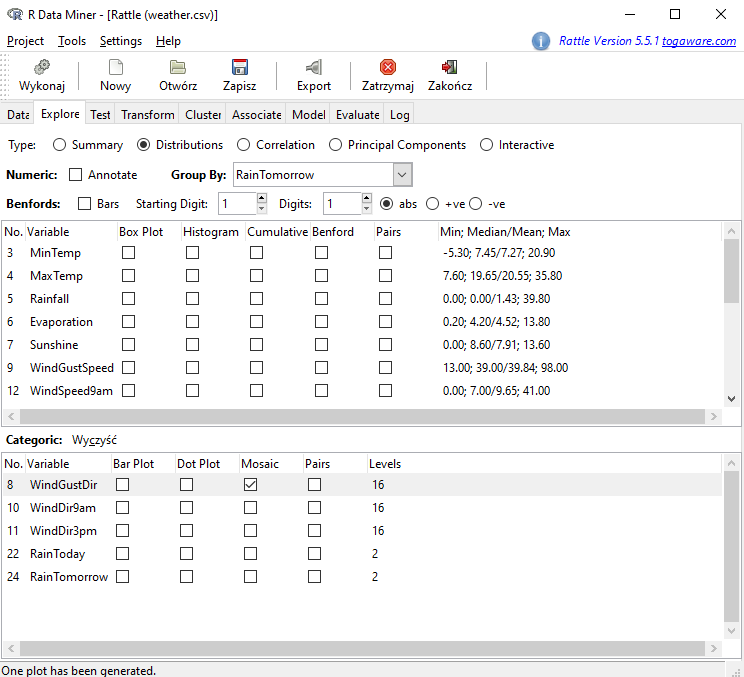 R Data Miner - [Rattle (weather.csv)]
Project Tools Settings Help
Rattle Version 5.5.1 togaware.com
Wykonaj Nowy Otwórz Zapisz Export Zatrzymaj Zakończ
Data Explore Test Transform Cluster Associate Model Evaluate Log
Type: Summary Distributions Correlation Principal Components Interactive
Numeric: Annotate Group By: RainTomorrow
Benfords: Bars Starting Digit: 1 Digits: 1 abs +ve -ve
No. Variable Box Plot Histogram Cumulative Benford Pairs Min; Median/Mean; Max
3 MinTemp -5.30; 7.45/7.27; 20.90
4 MaxTemp 7.60; 19.65/20.55; 35.80
5 Rainfall 0.00; 0.00/1.43; 39.80
6 Evaporation 0.20; 4.20/4.52; 13.80
7 Sunshine 0.00; 8.60/7.91; 13.60
9 WindGustSpeed 13.00; 39.00/39.84; 98.00
12 WindSpeed9am 0.00; 7.00/9.65; 41.00
Categoric: Wyczyść
No. Variable Bar Plot Dot Plot Mosaic Pairs Levels
8 WindGustDir 16
10 WindDir9am 16
11 WindDir3pm 16
22 RainToday 2
24 RainTomorrow 2
One plot has been generated.